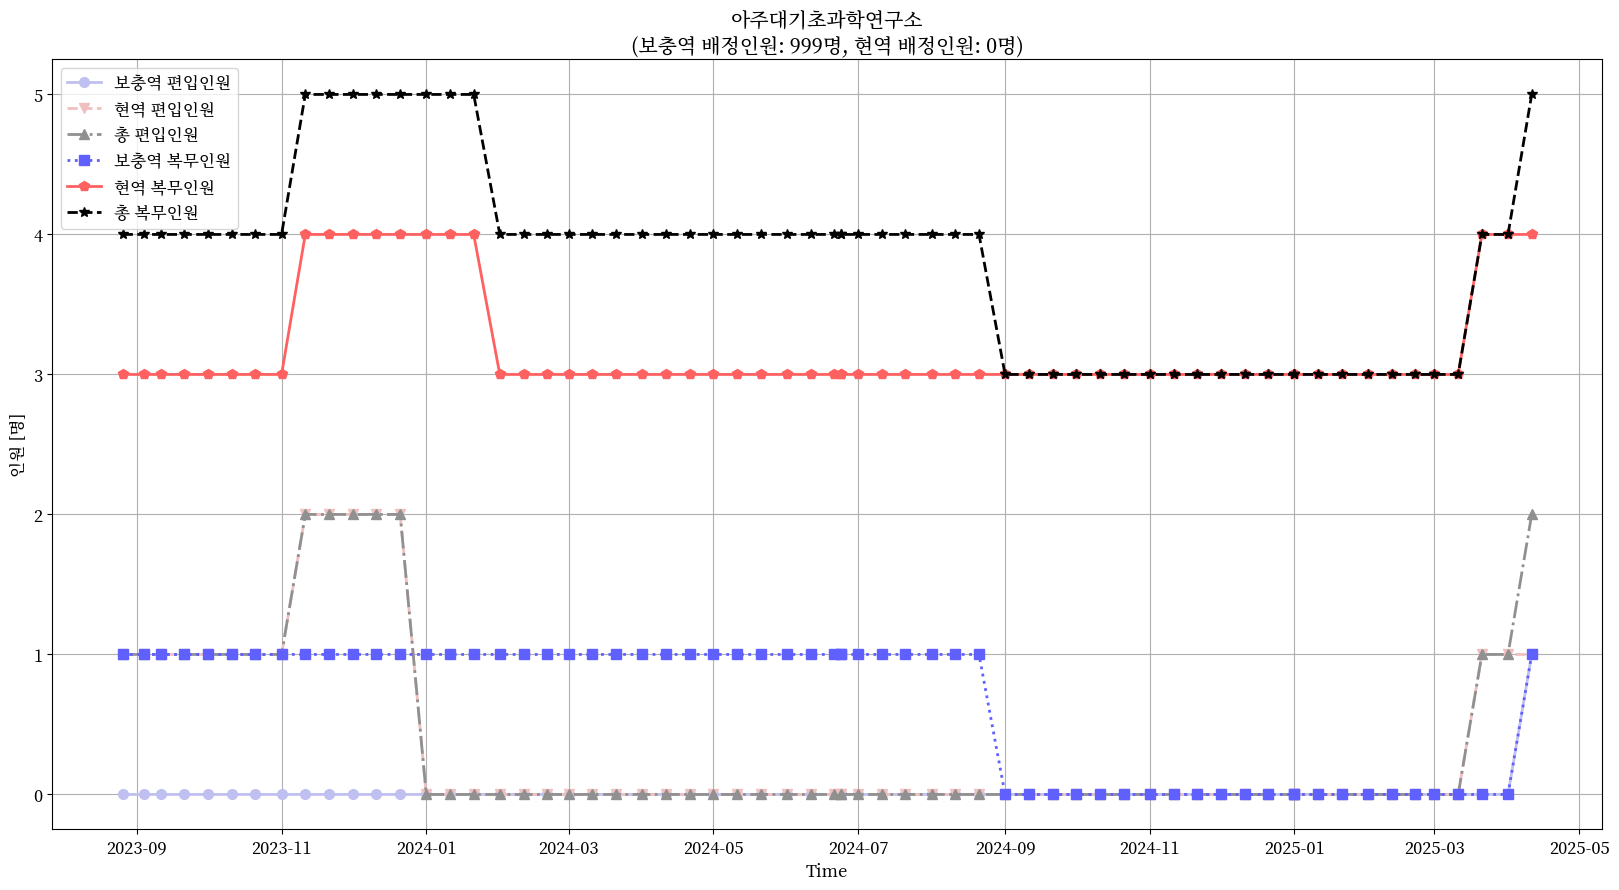 아주대기초과학연구소
(보충역 배정인원: 999명, 현역 배정인원: 0명)
보충역 편입인원
현역 편입인원
총 편입인원
보충역 복무인원
현역 복무인원
총 복무인원
인원 [명]
5
4
3
2
1
0
2023-09
2023-11
2024-01
2024-03
2024-05
2024-07
2024-09
2024-11
2025-01
2025-03
2025-05
Time